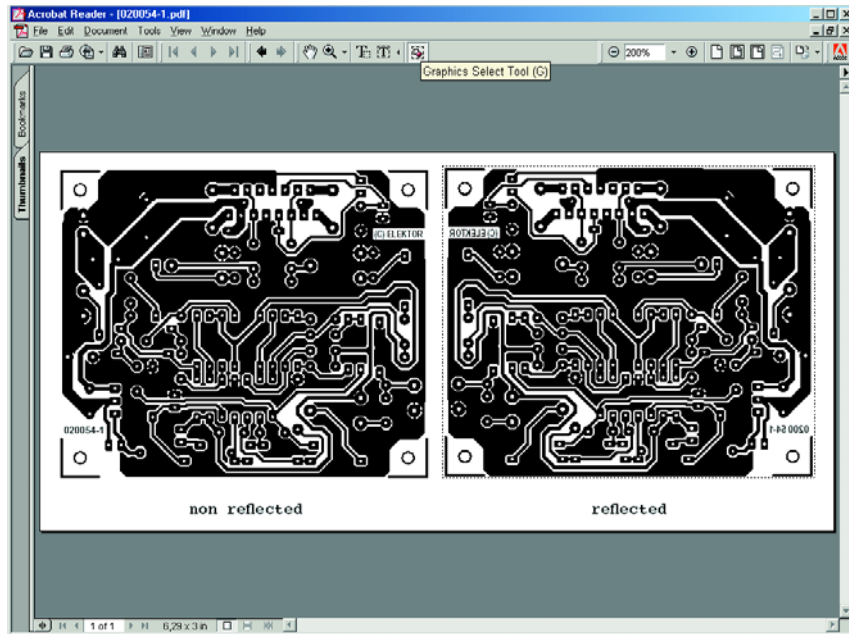 Acrobat Reader - [020054-1.pdf]
File Edit Document Tools View Window Help
200%
Graphics Select Tool (G)
Bookmarks
Thumbnails
(C) ELEKTOR
(C) ELEKTOR
020054-1
020054-1
non reflected
reflected
1 of 1
6,29 x 3 in